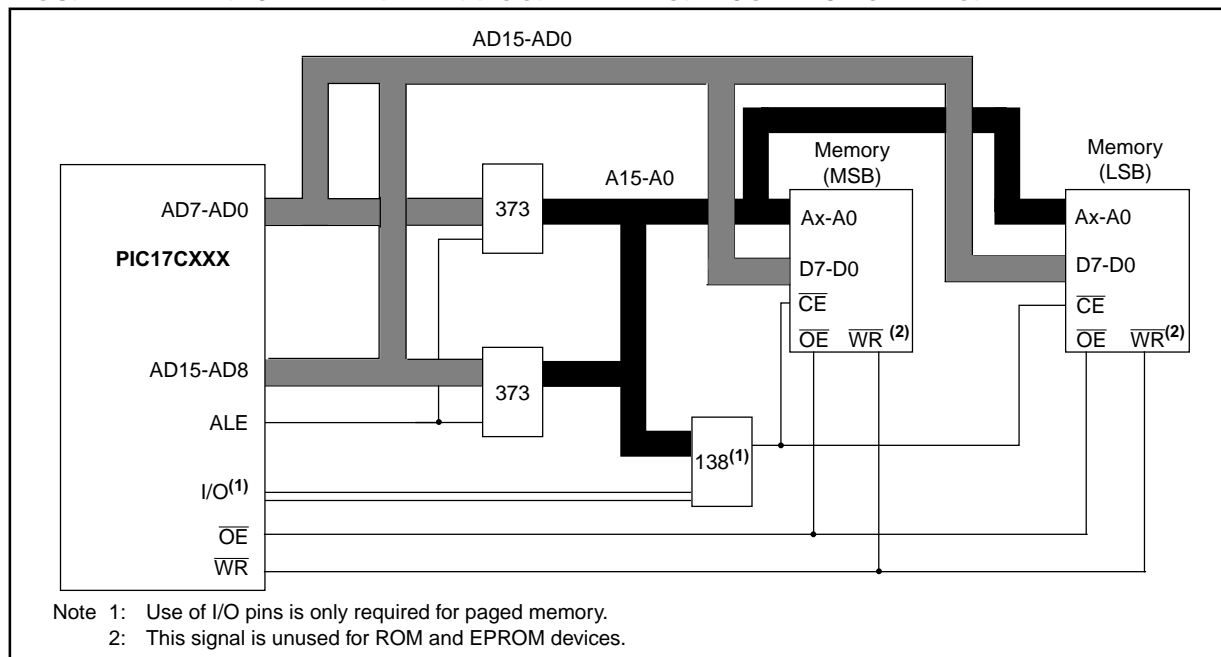 AD15-AD0
Memory
(MSB)
Memory
(LSB)
A15-A0
AD7-AD0
373
Ax-A0
Ax-A0
PIC17CXXX
D7-D0
D7-D0
CE
CE
OE WR(2)
OE WR(2)
AD15-AD8
373
ALE
138(1)
I/O(1)
OE
WR
Note 1: Use of I/O pins is only required for paged memory.
2: This signal is unused for ROM and EPROM devices.